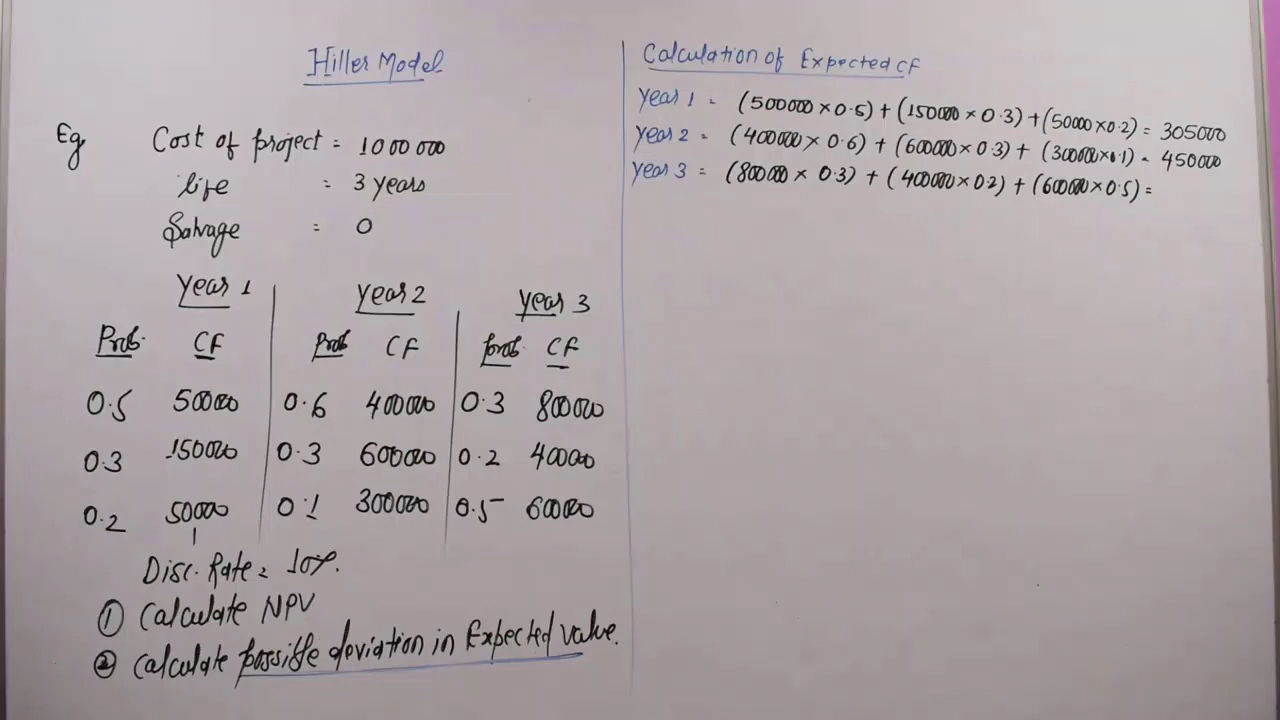 Hiller Model
Eg Cost of project = 1000000
life = 3 years
Salvage = 0
Year 1 Year 2 Year 3
Prob. CF Prob CF Prob. CF
0.5 500000 0.6 400000 0.3 800000
0.3 150000 0.3 600000 0.2 400000
0.2 50000 0.1 300000 0.5 60000
Disc. Rate = 10%.
① Calculate NPV
② Calculate possible deviation in Expected value.
Calculation of Expected CF
Year 1 = (500000 × 0.5) + (150000 × 0.3) + (50000 × 0.2) = 305000
Year 2 = (400000 × 0.6) + (600000 × 0.3) + (300000 × 0.1) = 450000
Year 3 = (800000 × 0.3) + (400000 × 0.2) + (60000 × 0.5) =